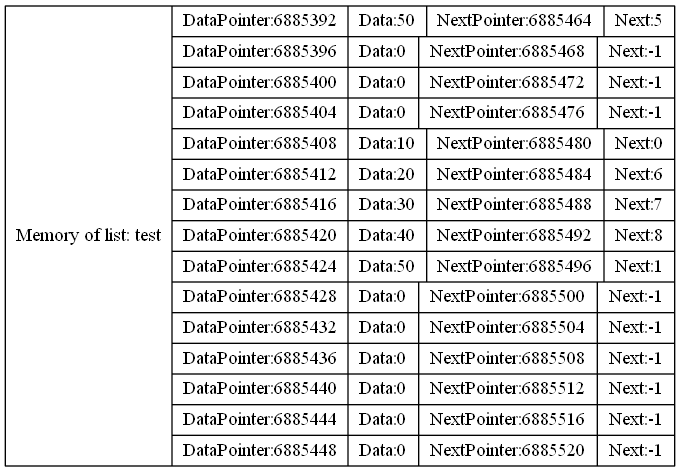 DataPointer:6885392 Data:50 NextPointer:6885464 Next:5
DataPointer:6885396 Data:0 NextPointer:6885468 Next:-1
DataPointer:6885400 Data:0 NextPointer:6885472 Next:-1
DataPointer:6885404 Data:0 NextPointer:6885476 Next:-1
DataPointer:6885408 Data:10 NextPointer:6885480 Next:0
DataPointer:6885412 Data:20 NextPointer:6885484 Next:6
DataPointer:6885416 Data:30 NextPointer:6885488 Next:7
Memory of list: test DataPointer:6885420 Data:40 NextPointer:6885492 Next:8
DataPointer:6885424 Data:50 NextPointer:6885496 Next:1
DataPointer:6885428 Data:0 NextPointer:6885500 Next:-1
DataPointer:6885432 Data:0 NextPointer:6885504 Next:-1
DataPointer:6885436 Data:0 NextPointer:6885508 Next:-1
DataPointer:6885440 Data:0 NextPointer:6885512 Next:-1
DataPointer:6885444 Data:0 NextPointer:6885516 Next:-1
DataPointer:6885448 Data:0 NextPointer:6885520 Next:-1